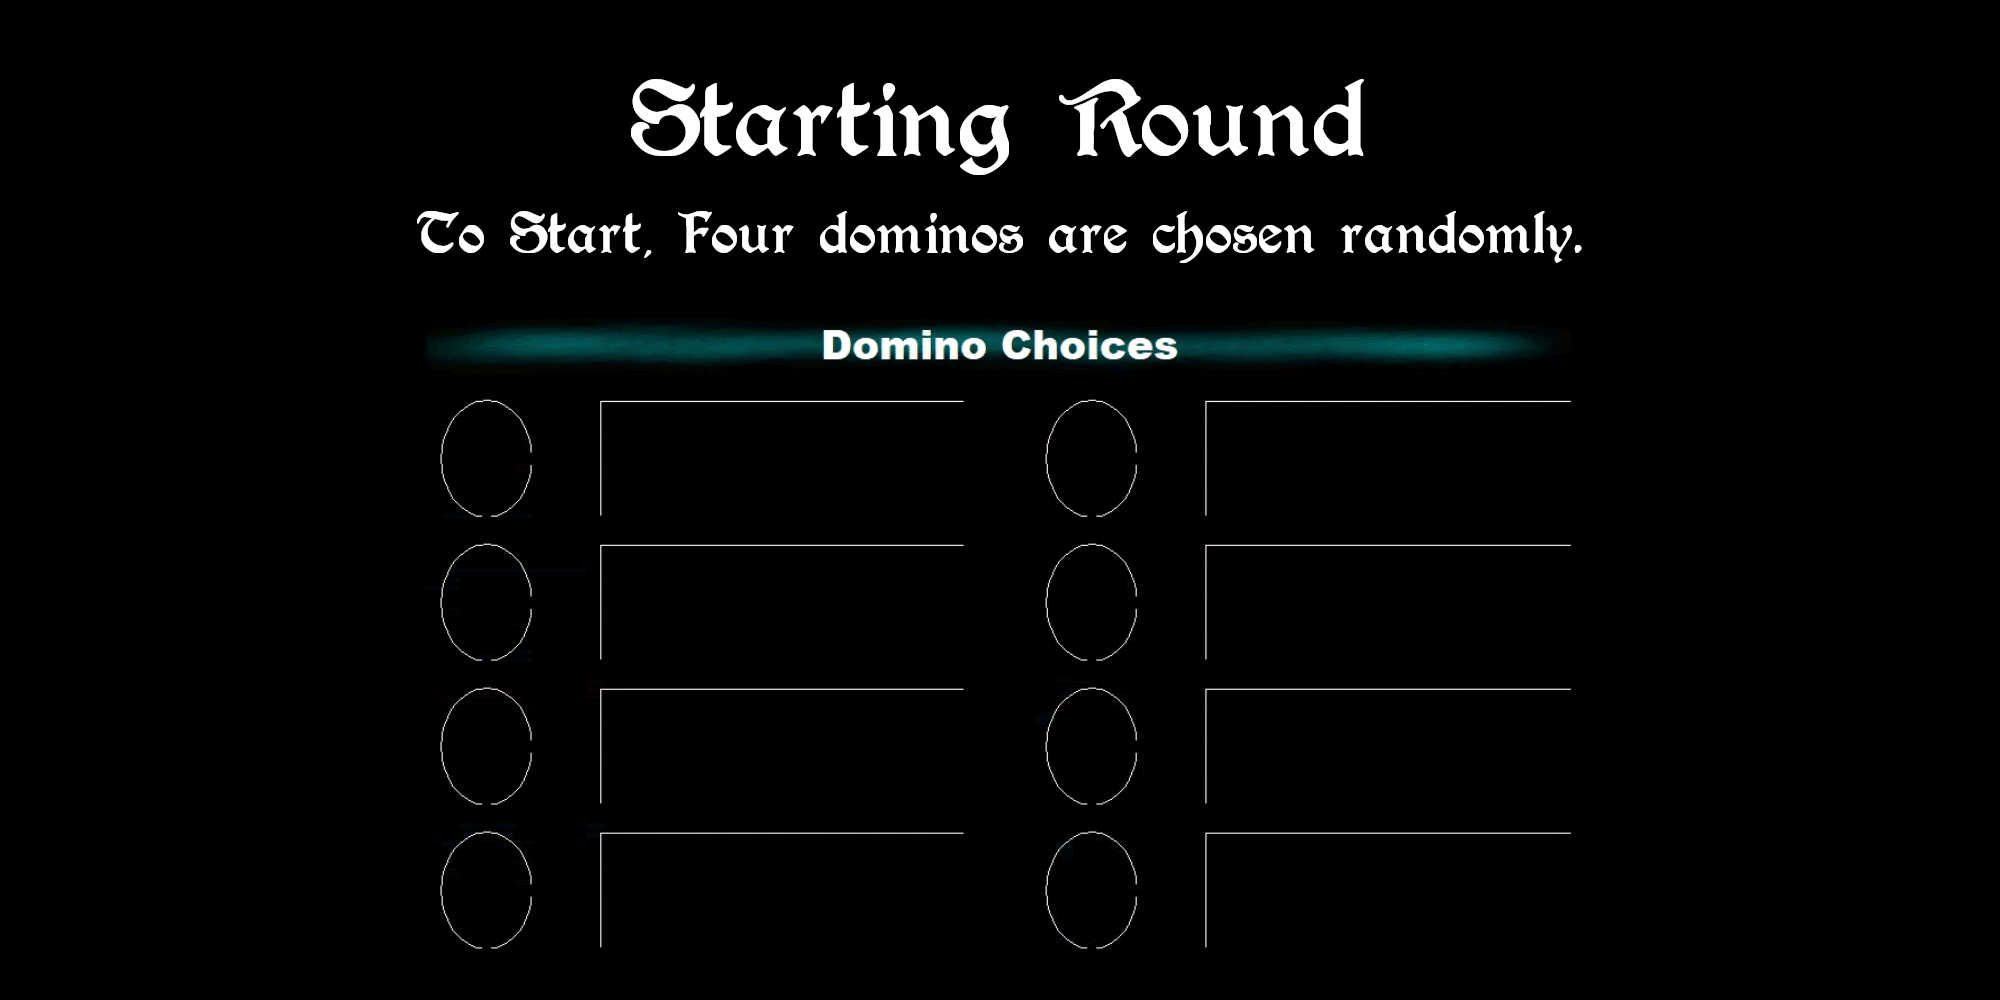 Starting Round
To Start, Four dominos are chosen randomly.
Domino Choices